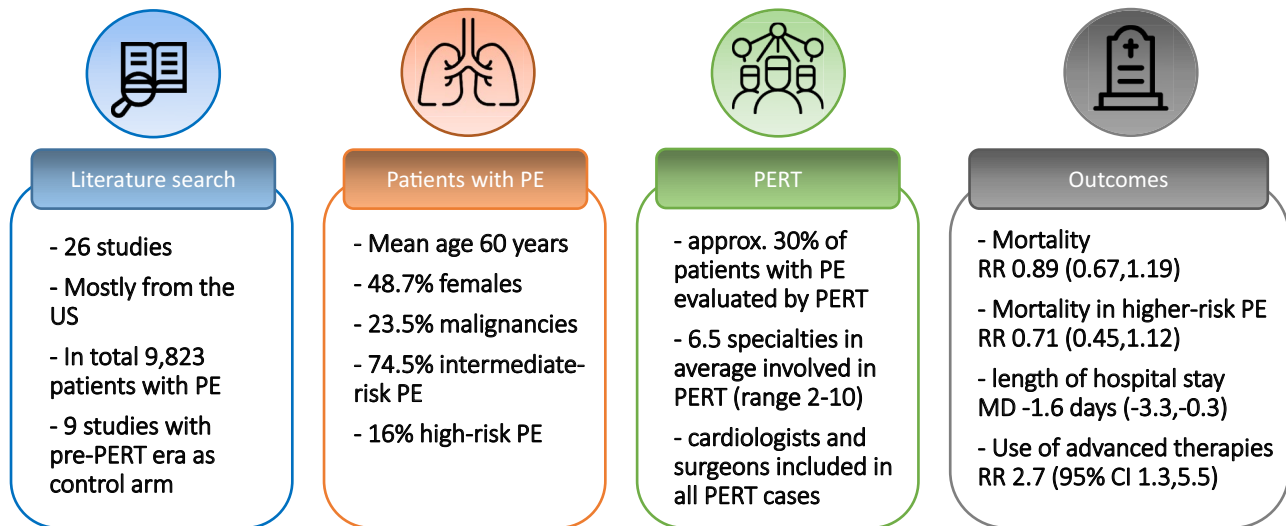 Literature search
- 26 studies
- Mostly from the
US
- In total 9,823
patients with PE
- 9 studies with
pre-PERT era as
control arm
Patients with PE
- Mean age 60 years
- 48.7% females
- 23.5% malignancies
- 74.5% intermediate-
risk PE
- 16% high-risk PE
PERT
- approx. 30% of
patients with PE
evaluated by PERT
- 6.5 specialties in
average involved in
PERT (range 2-10)
- cardiologists and
surgeons included in
all PERT cases
Outcomes
- Mortality
RR 0.89 (0.67,1.19)
- Mortality in higher-risk PE
RR 0.71 (0.45,1.12)
- length of hospital stay
MD -1.6 days (-3.3,-0.3)
- Use of advanced therapies
RR 2.7 (95% CI 1.3,5.5)